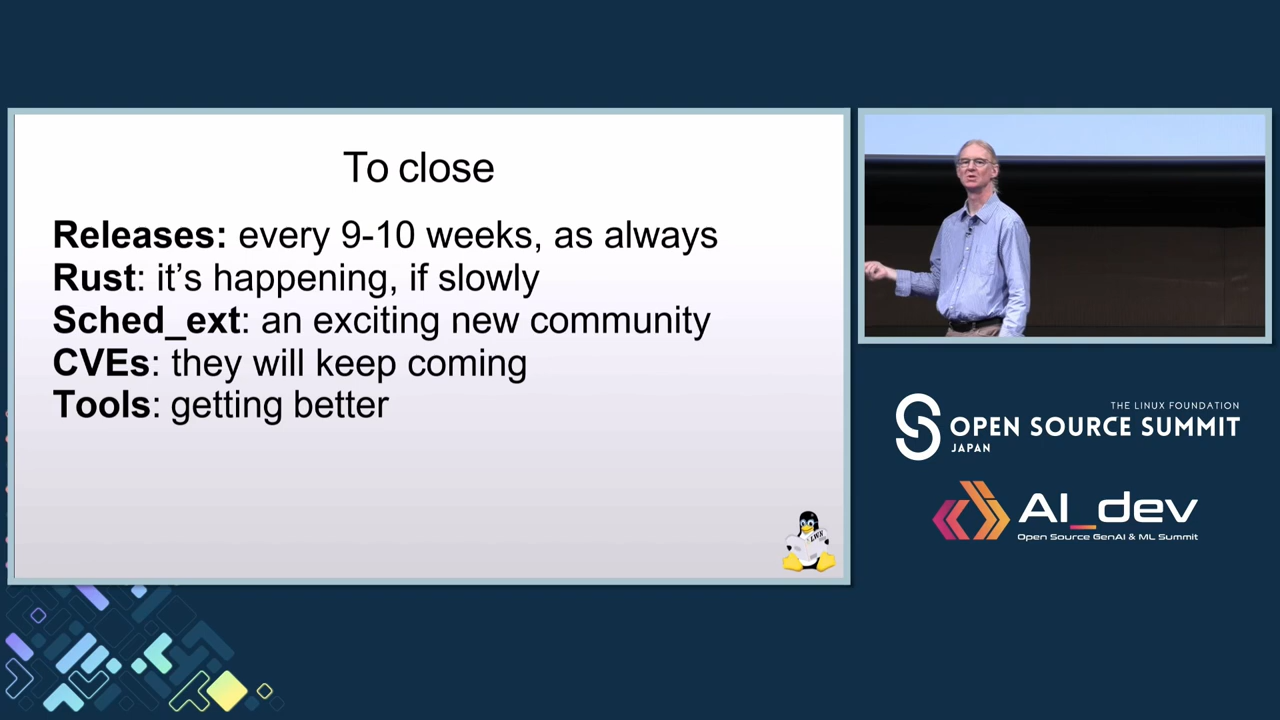 To close
Releases: every 9-10 weeks, as always
Rust: it’s happening, if slowly
Sched_ext: an exciting new community
CVEs: they will keep coming
Tools: getting better
LWN
THE LINUX FOUNDATION
OPEN SOURCE SUMMIT
JAPAN
AI_dev
Open Source GenAI & ML Summit